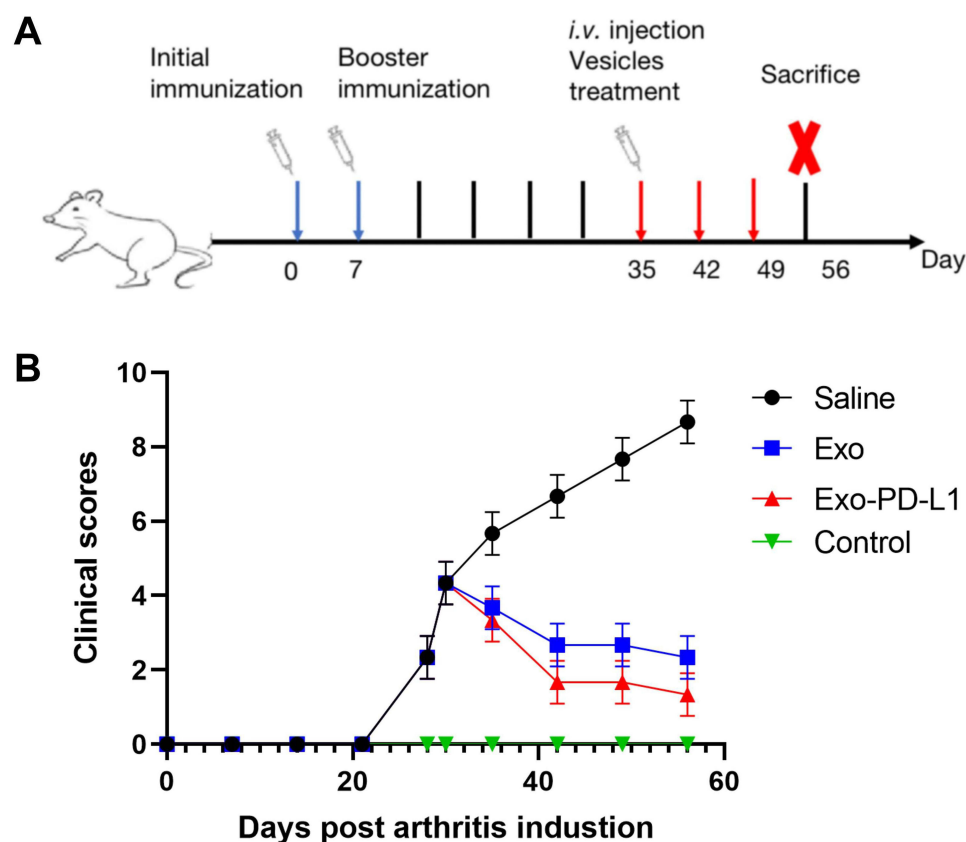 A
Initial
immunization
Booster
immunization
i.v. injection
Vesicles
treatment
Sacrifice
0 7 35 42 49 56 Day
B
10
8
6
4
2
0
0 20 40 60
Clinical scores
Days post arthritis industion
Saline
Exo
Exo-PD-L1
Control